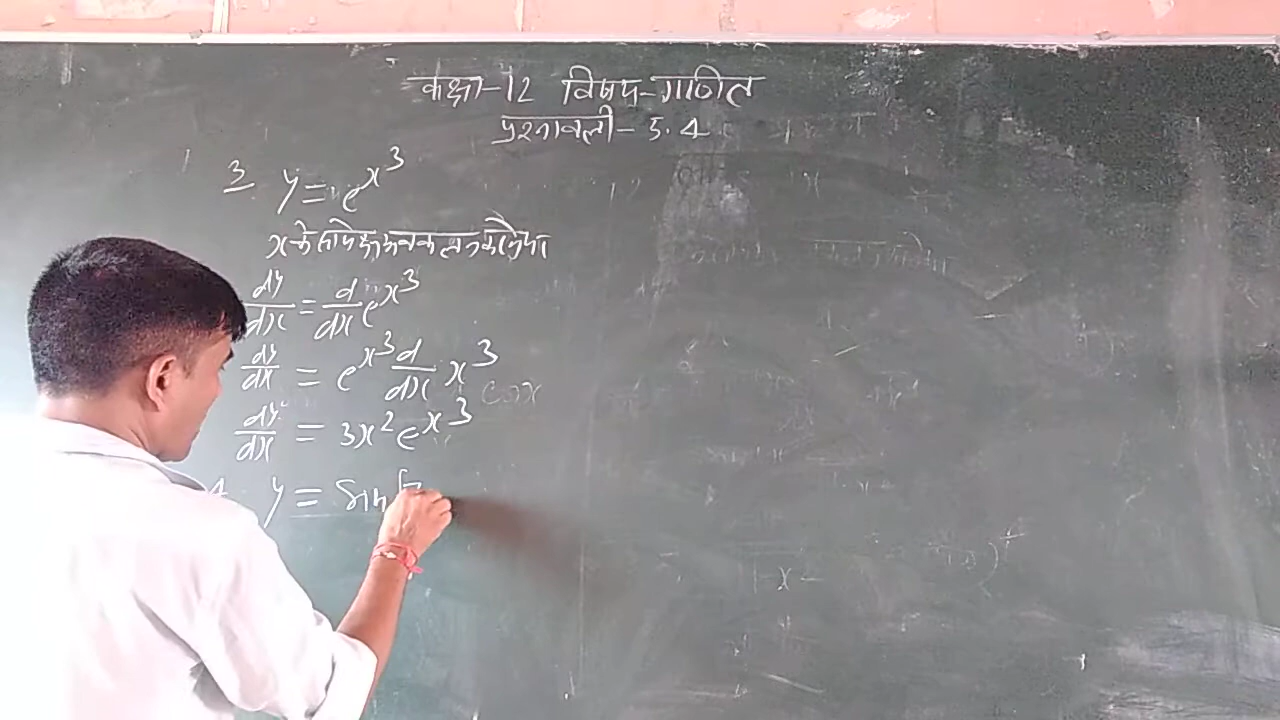 कक्षा-12 विषय-गणित
प्रश्नावली-5.4
3 y = e^{x^3}
x के सापेक्ष अवकलन करने पर
dy/dx = d/dx e^{x^3}
dy/dx = e^{x^3} d/dx x^3
dy/dx = 3x^2 e^{x^3}
4. y = sin